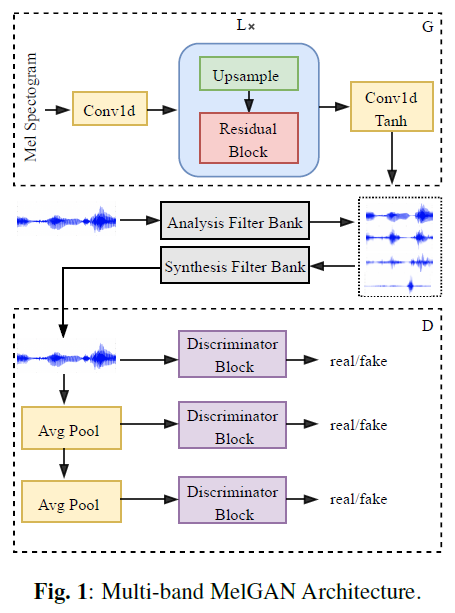 L×
G
Mel Spectogram
Conv1d
Upsample
Residual
Block
Conv1d
Tanh
Analysis Filter Bank
Synthesis Filter Bank
D
Discriminator
Block
real/fake
Avg Pool
Discriminator
Block
real/fake
Avg Pool
Discriminator
Block
real/fake
Fig. 1: Multi-band MelGAN Architecture.